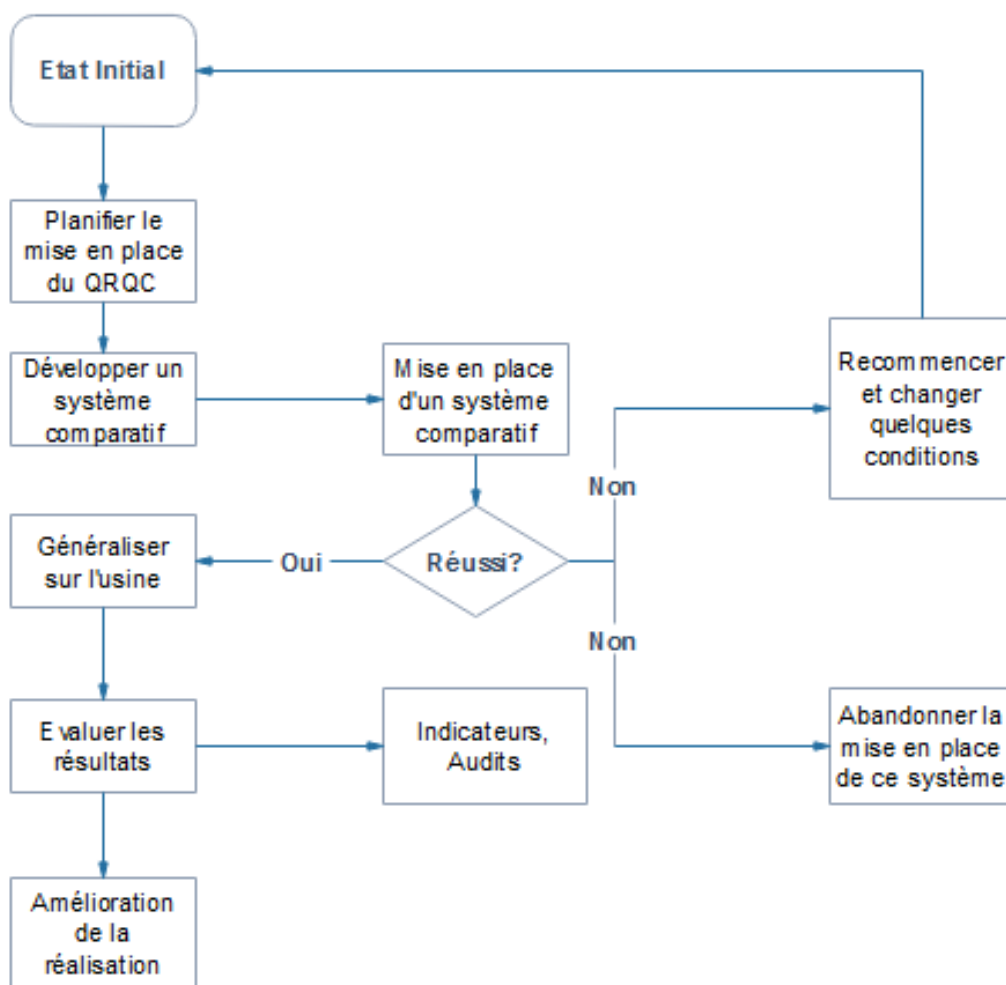 Etat Initial
Planifier le
mise en place
du QRQC
Développer un
système
comparatif
Mise en place
d'un système
comparatif
Recommencer
et changer
quelques
conditions
Non
Généraliser
sur l'usine
Oui
Réussi?
Non
Evaluer les
résultats
Indicateurs,
Audits
Abandonner la
mise en place
de ce système
Amélioration
de la
réalisation